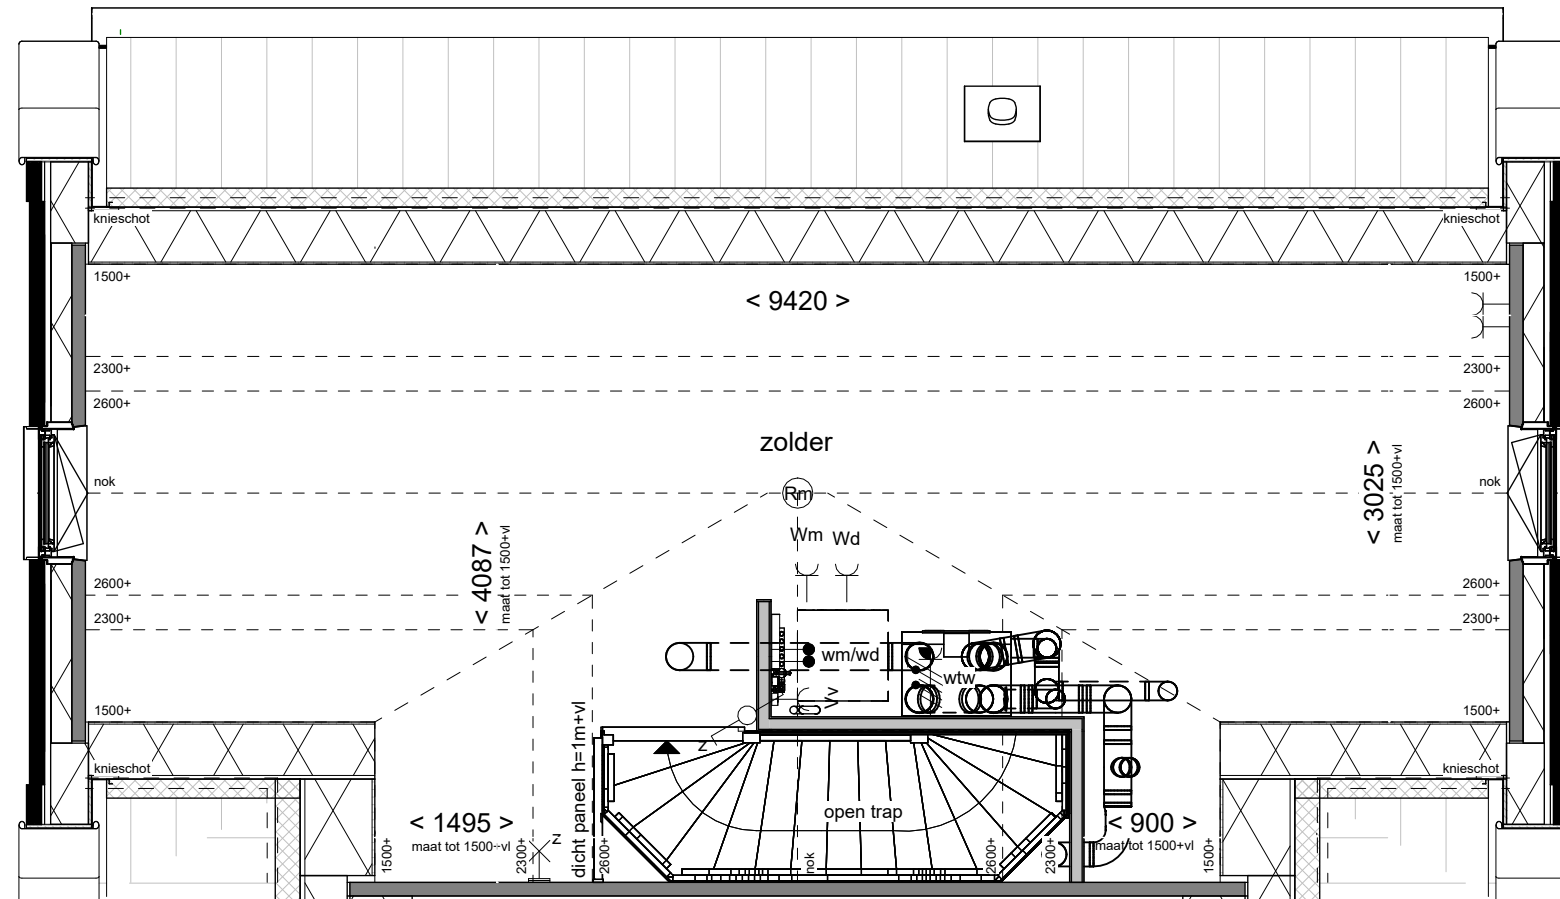 knieschot
knieschot
1500+
1500+
< 9420 >
2300+
2300+
2600+
2600+
zolder
nok
nok
Rm
< 3025 >
maat tot 1500+vl
Wm
Wd
< 4087 >
maat tot 1500+vl
2600+
2600+
2300+
2300+
wm/wd
wtw
Vv
1500+
1500+
z
knieschot
knieschot
dicht paneel h=1m+vl
open trap
< 1495 >
maat tot 1500+vl
< 900 >
maat tot 1500+vl
z
1500+
2300+
2600+
nok
2600+
2300+
1500+